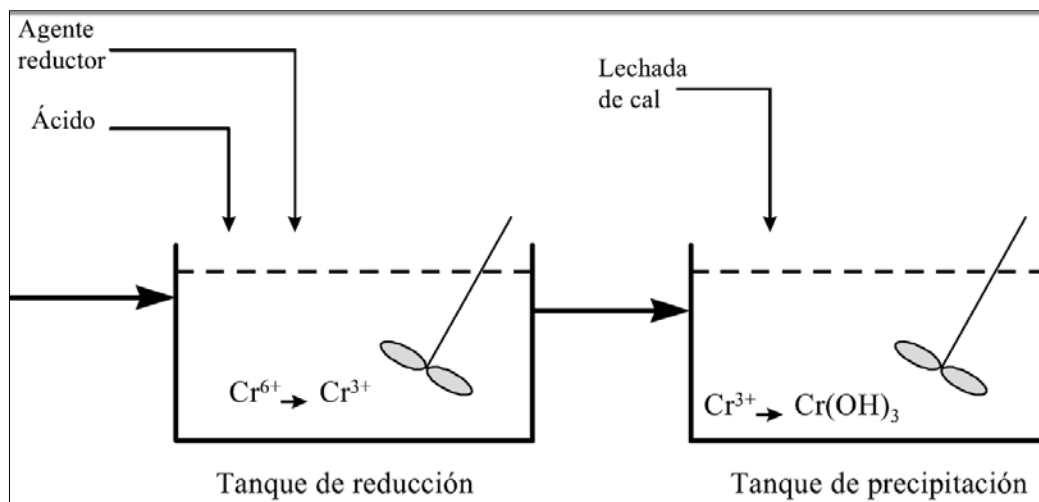 Agente
reductor
Ácido
Lechada
de cal
Cr⁶⁺ → Cr³⁺
Cr³⁺ → Cr(OH)₃
Tanque de reducción
Tanque de precipitación